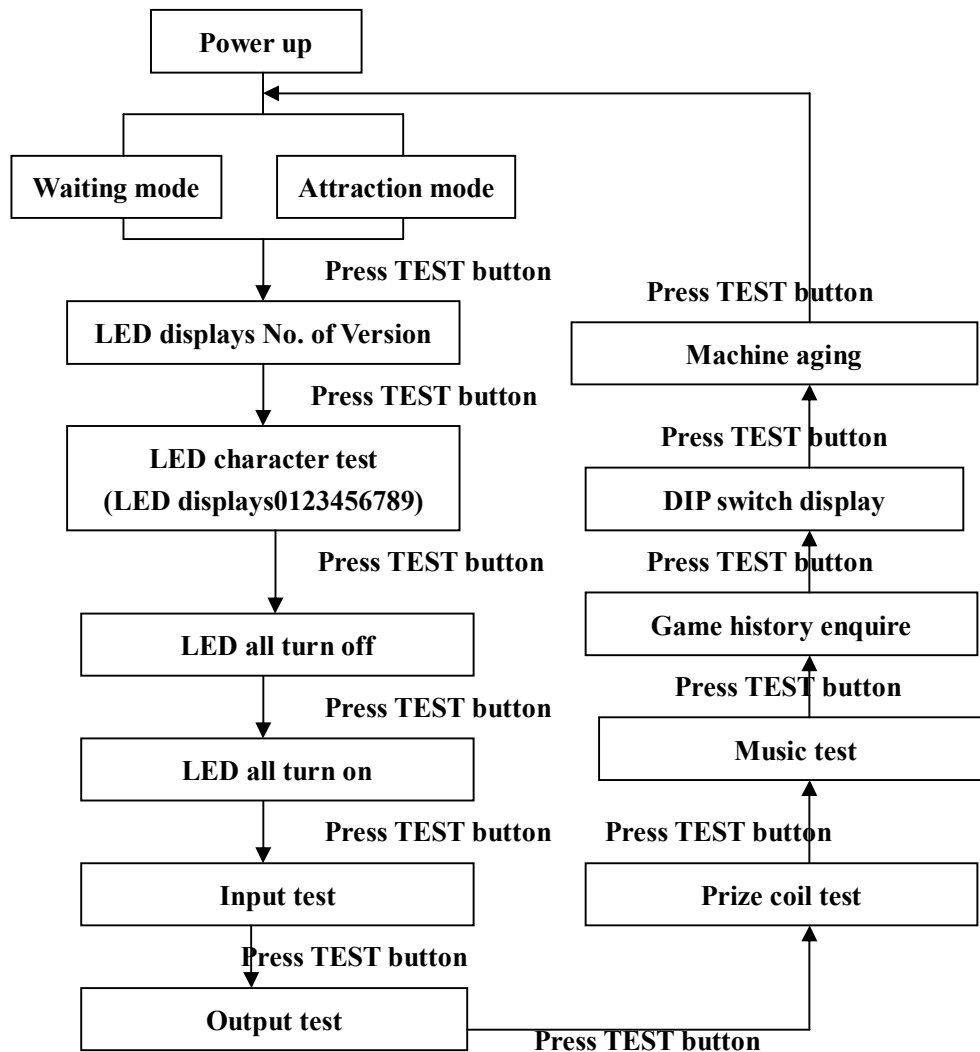 Power up
Waiting mode
Attraction mode
Press TEST button
LED displays No. of Version
Press TEST button
LED character test
(LED displays0123456789)
Press TEST button
LED all turn off
Press TEST button
LED all turn on
Press TEST button
Input test
Press TEST button
Output test
Press TEST button
Prize coil test
Press TEST button
Music test
Press TEST button
Game history enquire
Press TEST button
DIP switch display
Press TEST button
Machine aging
Press TEST button